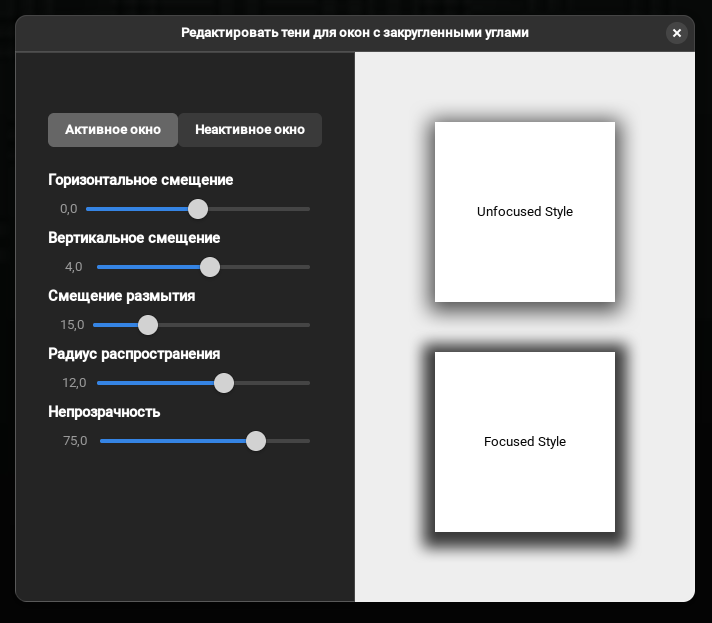 Редактировать тени для окон с закругленными углами
Активное окно
Неактивное окно
Горизонтальное смещение
0,0
Вертикальное смещение
4,0
Смещение размытия
15,0
Радиус распространения
12,0
Непрозрачность
75,0
Unfocused Style
Focused Style